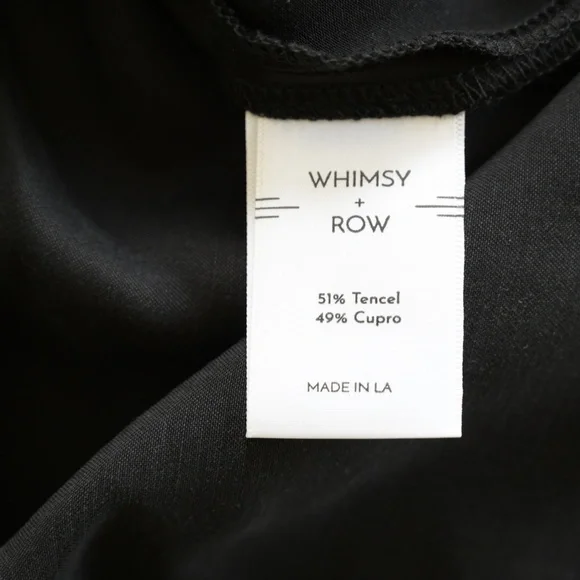 WHIMSY
+
ROW
51% Tencel
49% Cupro
MADE IN LA